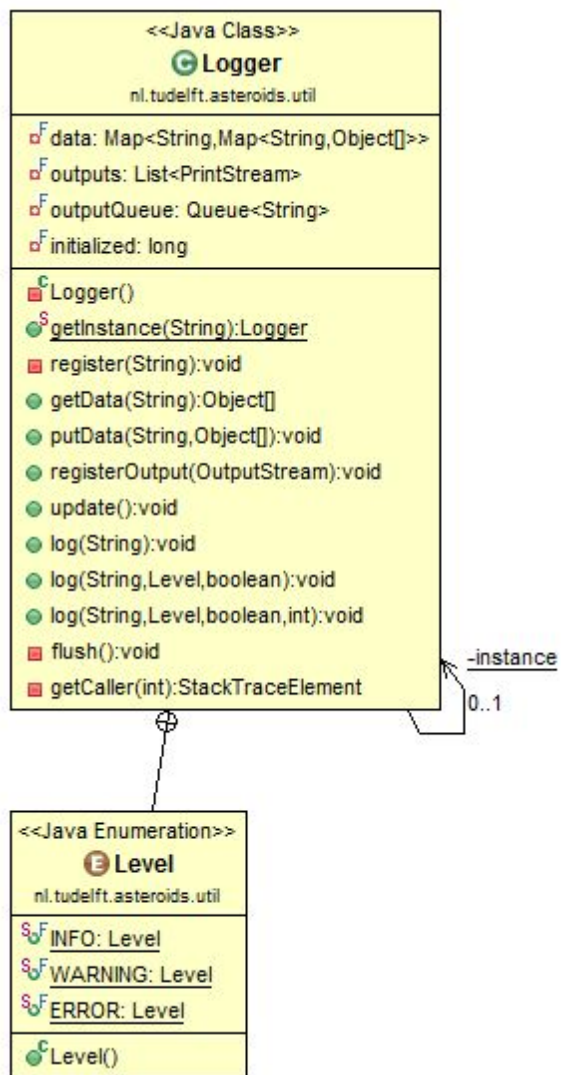 <<Java Class>>
Logger
nl.tudelft.asteroids.util
data: Map<String,Map<String,Object[]>>
outputs: List<PrintStream>
outputQueue: Queue<String>
initialized: long
Logger()
getInstance(String):Logger
register(String):void
getData(String):Object[]
putData(String,Object[]):void
registerOutput(OutputStream):void
update():void
log(String):void
log(String,Level,boolean):void
log(String,Level,boolean,int):void
flush():void
getCaller(int):StackTraceElement
-instance
0..1
<<Java Enumeration>>
Level
nl.tudelft.asteroids.util
INFO: Level
WARNING: Level
ERROR: Level
Level()